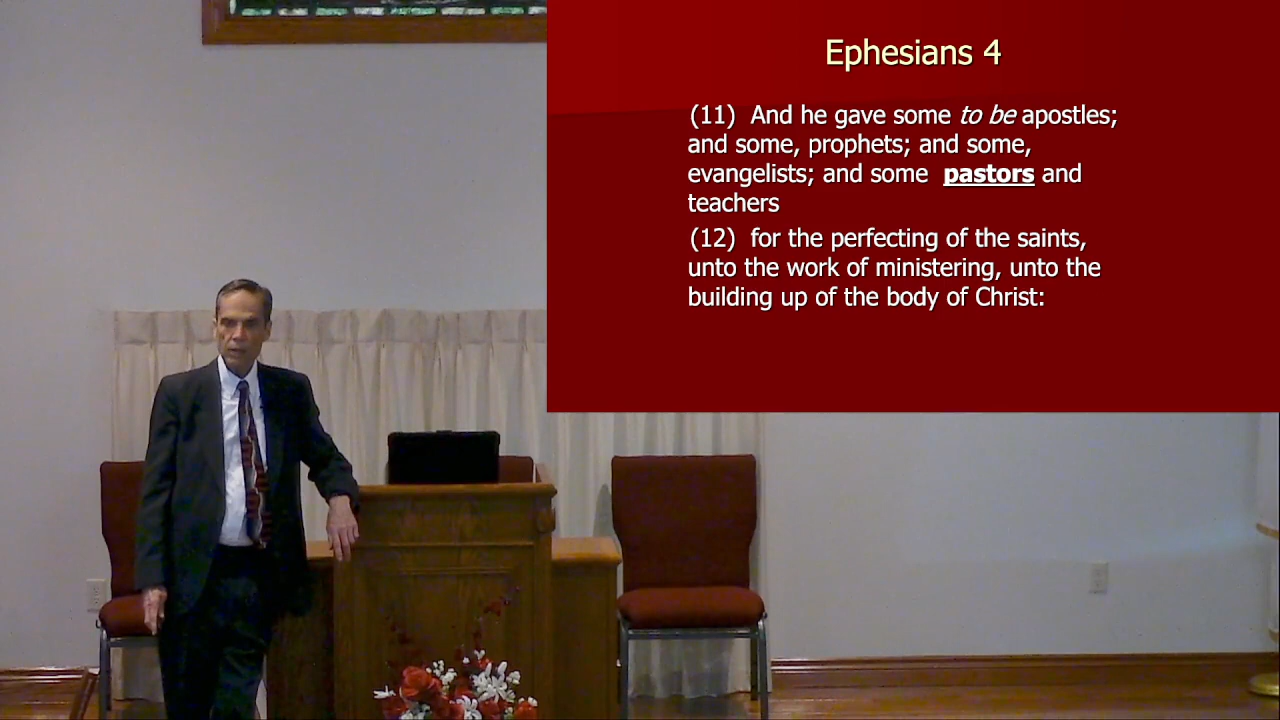 Ephesians 4
(11) And he gave some to be apostles;
and some, prophets; and some,
evangelists; and some pastors and
teachers
(12) for the perfecting of the saints,
unto the work of ministering, unto the
building up of the body of Christ: